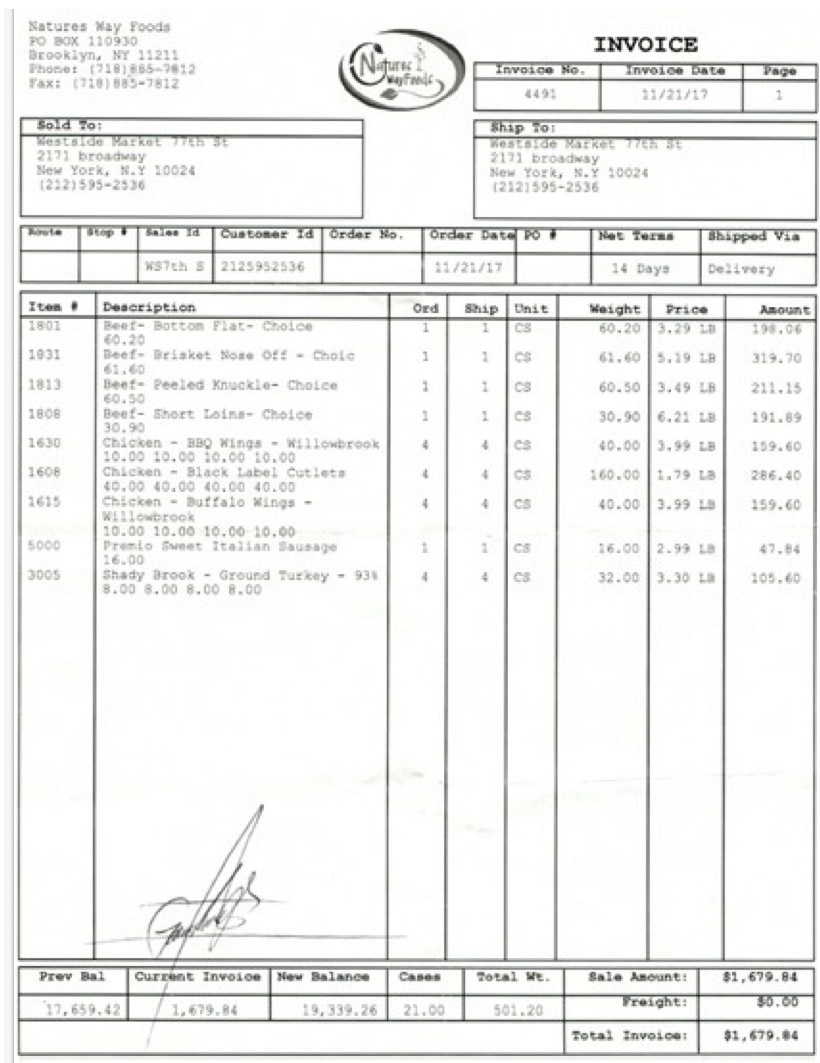 Natures Way Foods
PO BOX 110930
Brooklyn, NY 11211
Phone: (718)885-7812
Fax: (718)885-7812
Natures
WayFoods
INVOICE
Invoice No. Invoice Date Page
4491 11/21/17 1
Sold To:
Westside Market 77th St
2171 broadway
New York, N.Y 10024
(212)595-2536
Ship To:
Westside Market 77th St
2171 broadway
New York, N.Y 10024
(212)595-2536
Route Stop # Sales Id Customer Id Order No. Order Date PO # Net Terms Shipped Via
WS7th S 2125952536 11/21/17 14 Days Delivery
Item # Description Ord Ship Unit Weight Price Amount
1801 Beef- Bottom Flat- Choice 1 1 CS 60.20 3.29 LB 198.06
60.20
1831 Beef- Brisket Nose Off - Choic 1 1 CS 61.60 5.19 LB 319.70
61.60
1813 Beef- Peeled Knuckle- Choice 1 1 CS 60.50 3.49 LB 211.15
60.50
1808 Beef- Short Loins- Choice 1 1 CS 30.90 6.21 LB 191.89
30.90
1630 Chicken - BBQ Wings - Willowbrook 4 4 CS 40.00 3.99 LB 159.60
10.00 10.00 10.00 10.00
1608 Chicken - Black Label Cutlets 4 4 CS 160.00 1.79 LB 286.40
40.00 40.00 40.00 40.00
1615 Chicken - Buffalo Wings - 4 4 CS 40.00 3.99 LB 159.60
Willowbrook
10.00 10.00 10.00 10.00
5000 Premio Sweet Italian Sausage 1 1 CS 16.00 2.99 LB 47.84
16.00
3005 Shady Brook - Ground Turkey - 93% 4 4 CS 32.00 3.30 LB 105.60
8.00 8.00 8.00 8.00
Prev Bal Current Invoice New Balance Cases Total Wt. Sale Amount: $1,679.84
17,659.42 1,679.84 19,339.26 21.00 501.20 Freight: $0.00
Total Invoice: $1,679.84